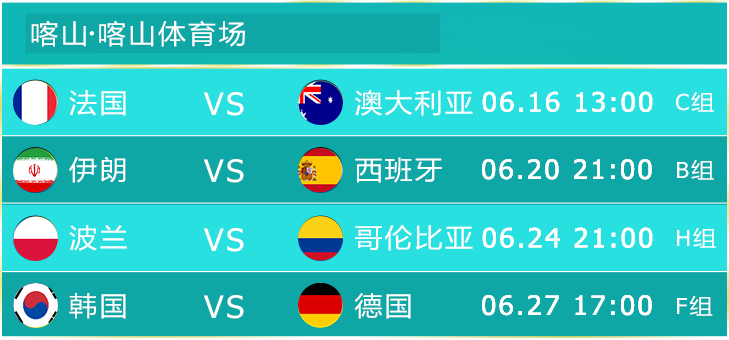 喀山·喀山体育场
法国 VS 澳大利亚 06.16 13:00 C组
伊朗 VS 西班牙 06.20 21:00 B组
波兰 VS 哥伦比亚 06.24 21:00 H组
韩国 VS 德国 06.27 17:00 F组